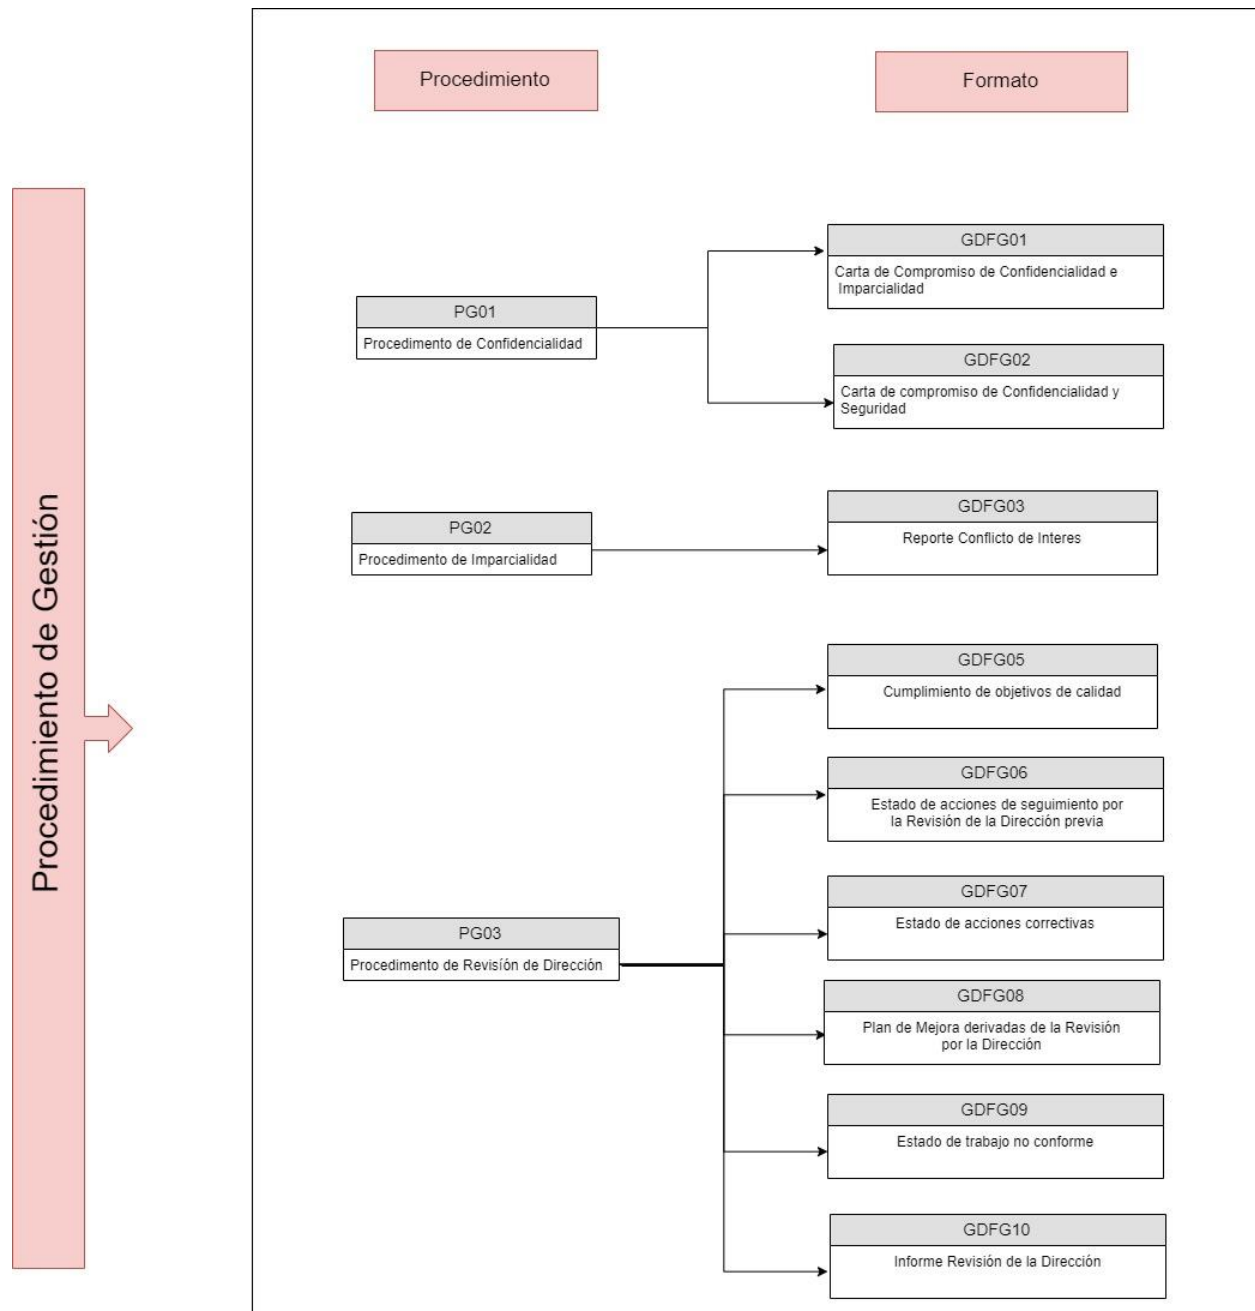 Procedimiento
Formato
Procedimiento de Gestión
PG01
Procedimento de Confidencialidad
GDFG01
Carta de Compromiso de Confidencialidad e
Imparcialidad
GDFG02
Carta de compromiso de Confidencialidad y
Seguridad
PG02
Procedimento de Imparcialidad
GDFG03
Reporte Conflicto de Interes
PG03
Procedimento de Revisíón de Dirección
GDFG05
Cumplimiento de objetivos de calidad
GDFG06
Estado de acciones de seguimiento por
la Revisión de la Dirección previa
GDFG07
Estado de acciones correctivas
GDFG08
Plan de Mejora derivadas de la Revisión
por la Dirección
GDFG09
Estado de trabajo no conforme
GDFG10
Informe Revisión de la Dirección